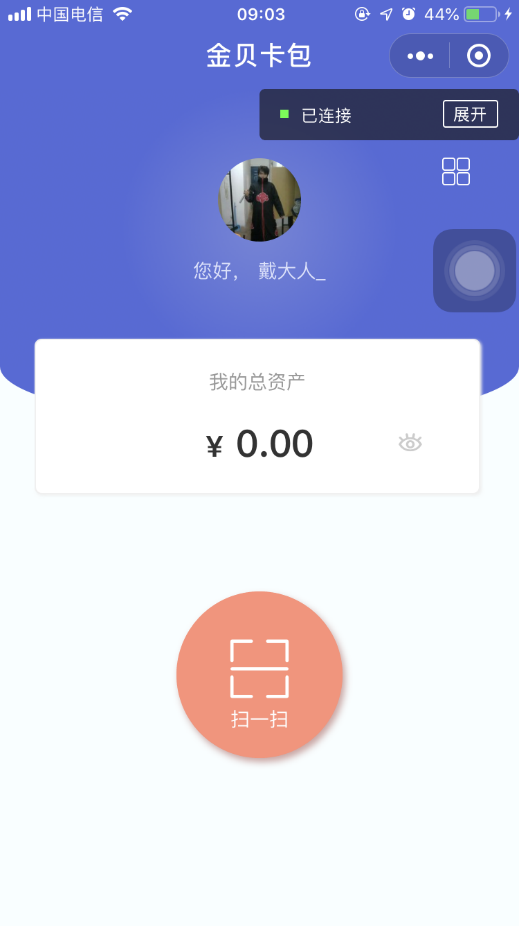 中国电信 09:03 44%
金贝卡包
已连接 展开
您好， 戴大人_
我的总资产
¥ 0.00
扫一扫